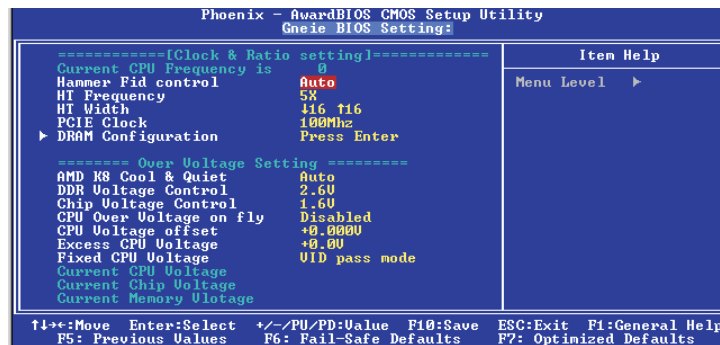 Phoenix - AwardBIOS CMOS Setup Utility
Gneie BIOS Setting:
============[Clock & Ratio setting]============= Item Help
Current CPU Frequency is 0
Hammer Fid control Auto Menu Level ▶
HT Frequency 5X
HT Width ↓16 ↑16
PCIE Clock 100Mhz
▶ DRAM Configuration Press Enter
======== Over Voltage Setting =========
AMD K8 Cool & Quiet Auto
DDR Voltage Control 2.6V
Chip Voltage Control 1.6V
CPU Over Voltage on fly Disabled
CPU Voltage offset +0.000V
Excess CPU Voltage +0.0V
Fixed CPU Voltage VID pass mode
Current CPU Voltage
Current Chip Voltage
Current Memory Vlotage
↑↓→←:Move Enter:Select +/-/PU/PD:Value F10:Save ESC:Exit F1:General Help
F5: Previous Values F6: Fail-Safe Defaults F7: Optimized Defaults